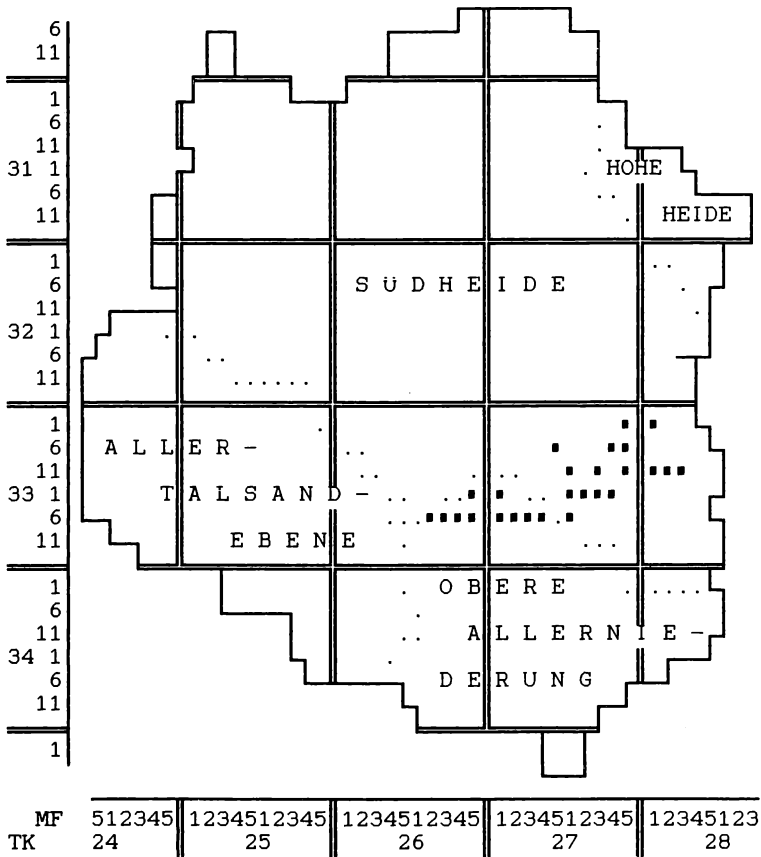 6
11
1
6
11
31 1 HOHE
6
11 HEIDE
1
6 SÜDHEIDE
11
32 1
6
11
1
6 ALLER-
11
33 1 TALSAND-
6
11 EBENE
1 OBERE
6
11 ALLERNIE-
34 1
6 DERUNG
11
1
MF 512345 1234512345 1234512345 1234512345 12345123
TK 24 25 26 27 28